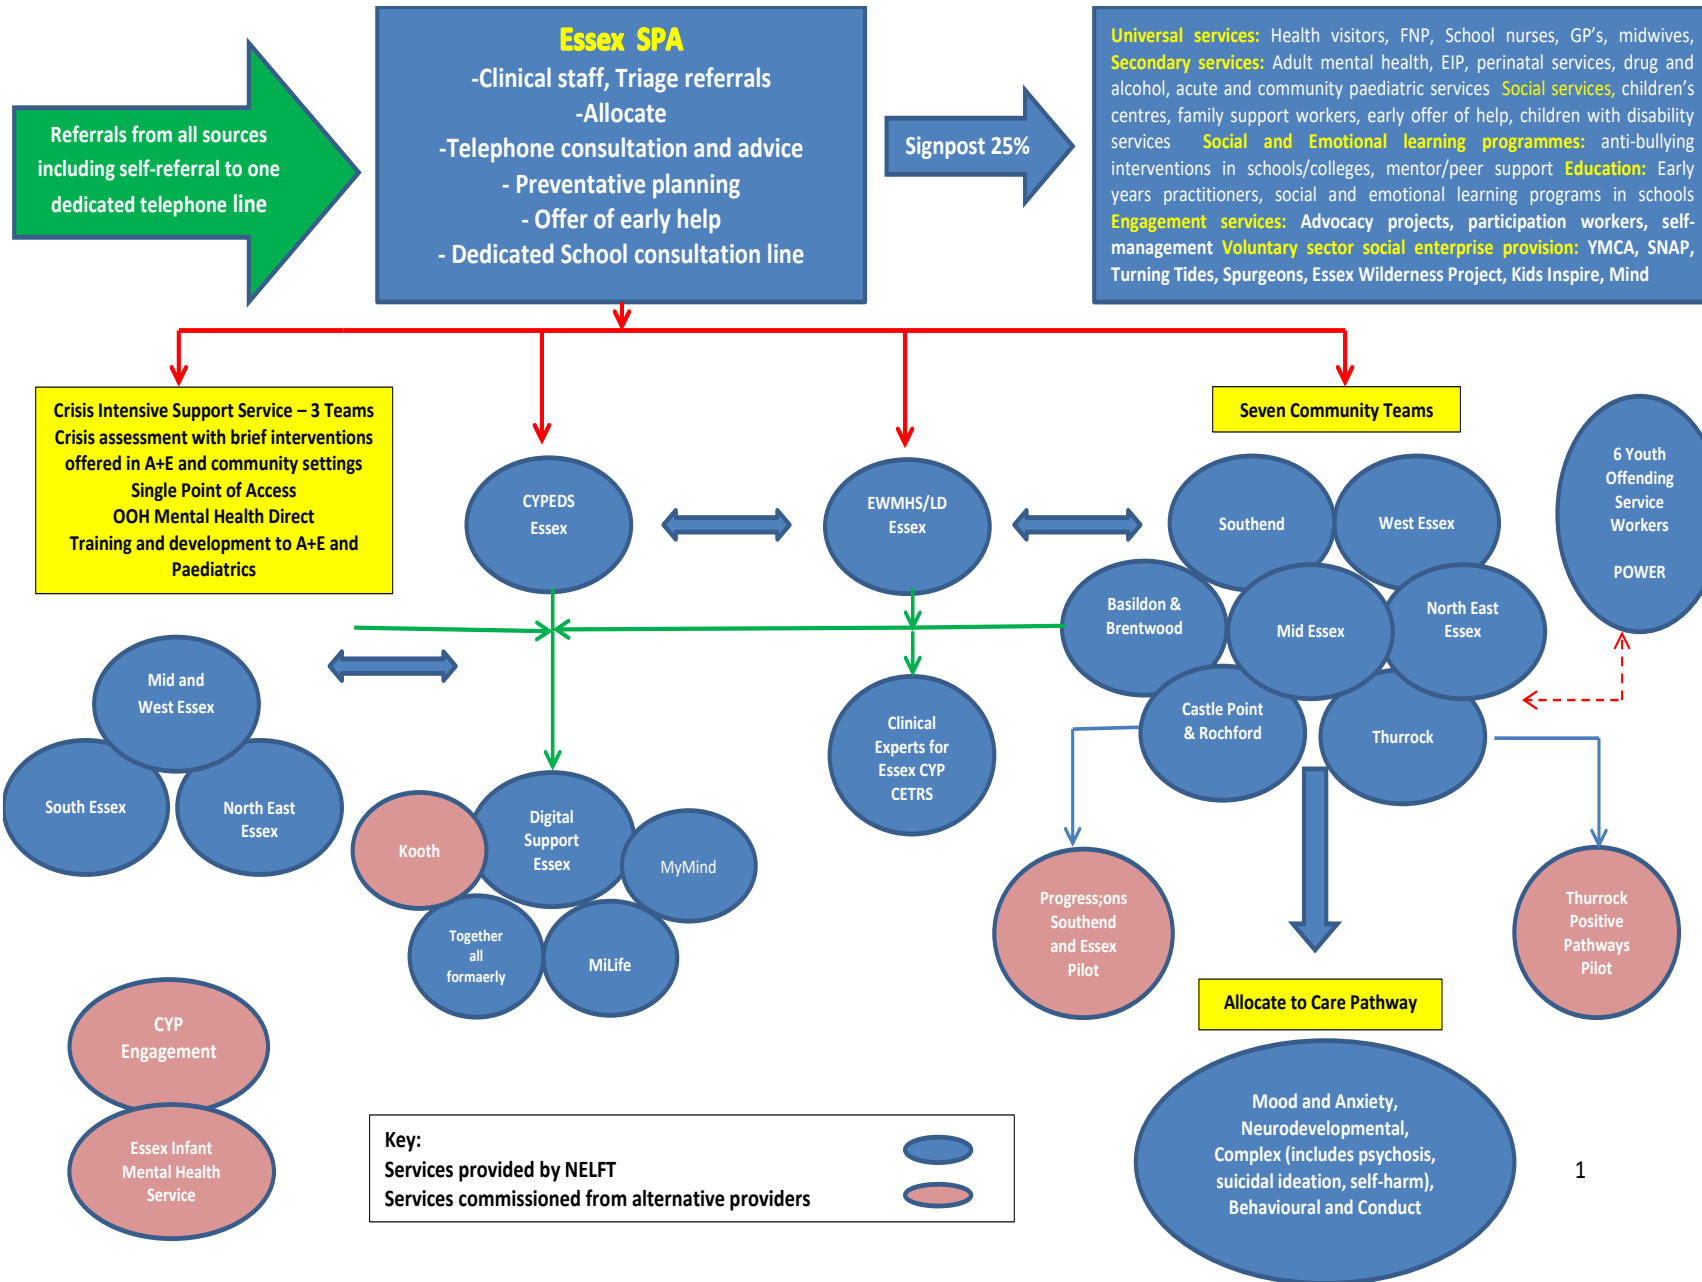 Referrals from all sources
including self-referral to one
dedicated telephone line
Essex SPA
-Clinical staff, Triage referrals
-Allocate
-Telephone consultation and advice
- Preventative planning
- Offer of early help
- Dedicated School consultation line
Signpost 25%
Universal services: Health visitors, FNP, School nurses, GP's, midwives,
Secondary services: Adult mental health, EIP, perinatal services, drug and
alcohol, acute and community paediatric services Social services, children's
centres, family support workers, early offer of help, children with disability
services Social and Emotional learning programmes: anti-bullying
interventions in schools/colleges, mentor/peer support Education: Early
years practitioners, social and emotional learning programs in schools
Engagement services: Advocacy projects, participation workers, self-
management Voluntary sector social enterprise provision: YMCA, SNAP,
Turning Tides, Spurgeons, Essex Wilderness Project, Kids Inspire, Mind
Crisis Intensive Support Service – 3 Teams
Crisis assessment with brief interventions
offered in A+E and community settings
Single Point of Access
OOH Mental Health Direct
Training and development to A+E and
Paediatrics
CYPEDS
Essex
EWMHS/LD
Essex
Seven Community Teams
Southend
West Essex
Basildon &
Brentwood
Mid Essex
North East
Essex
Castle Point
& Rochford
Thurrock
6 Youth
Offending
Service
Workers
POWER
Mid and
West Essex
South Essex
North East
Essex
Kooth
Digital
Support
Essex
MyMind
Together
all
formaerly
MiLife
Clinical
Experts for
Essex CYP
CETRS
Progress;ons
Southend
and Essex
Pilot
Thurrock
Positive
Pathways
Pilot
Allocate to Care Pathway
Mood and Anxiety,
Neurodevelopmental,
Complex (includes psychosis,
suicidal ideation, self-harm),
Behavioural and Conduct
CYP
Engagement
Essex Infant
Mental Health
Service
Key:
Services provided by NELFT
Services commissioned from alternative providers
1